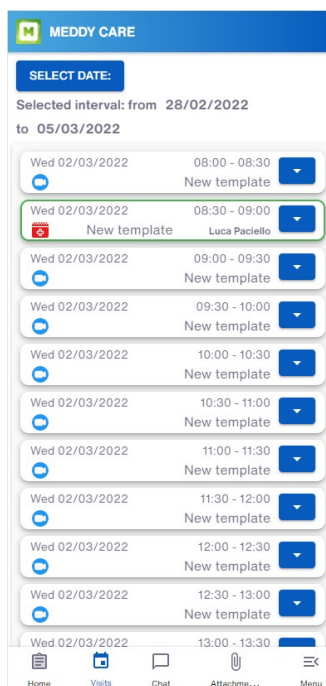 M MEDDY CARE
SELECT DATE:
Selected interval: from 28/02/2022
to 05/03/2022
Wed 02/03/2022 08:00 - 08:30
New template
Wed 02/03/2022 08:30 - 09:00
New template Luca Paciello
Wed 02/03/2022 09:00 - 09:30
New template
Wed 02/03/2022 09:30 - 10:00
New template
Wed 02/03/2022 10:00 - 10:30
New template
Wed 02/03/2022 10:30 - 11:00
New template
Wed 02/03/2022 11:00 - 11:30
New template
Wed 02/03/2022 11:30 - 12:00
New template
Wed 02/03/2022 12:00 - 12:30
New template
Wed 02/03/2022 12:30 - 13:00
New template
Wed 02/03/2022 13:00 - 13:30
Home Visits Chat Attachme... Menu